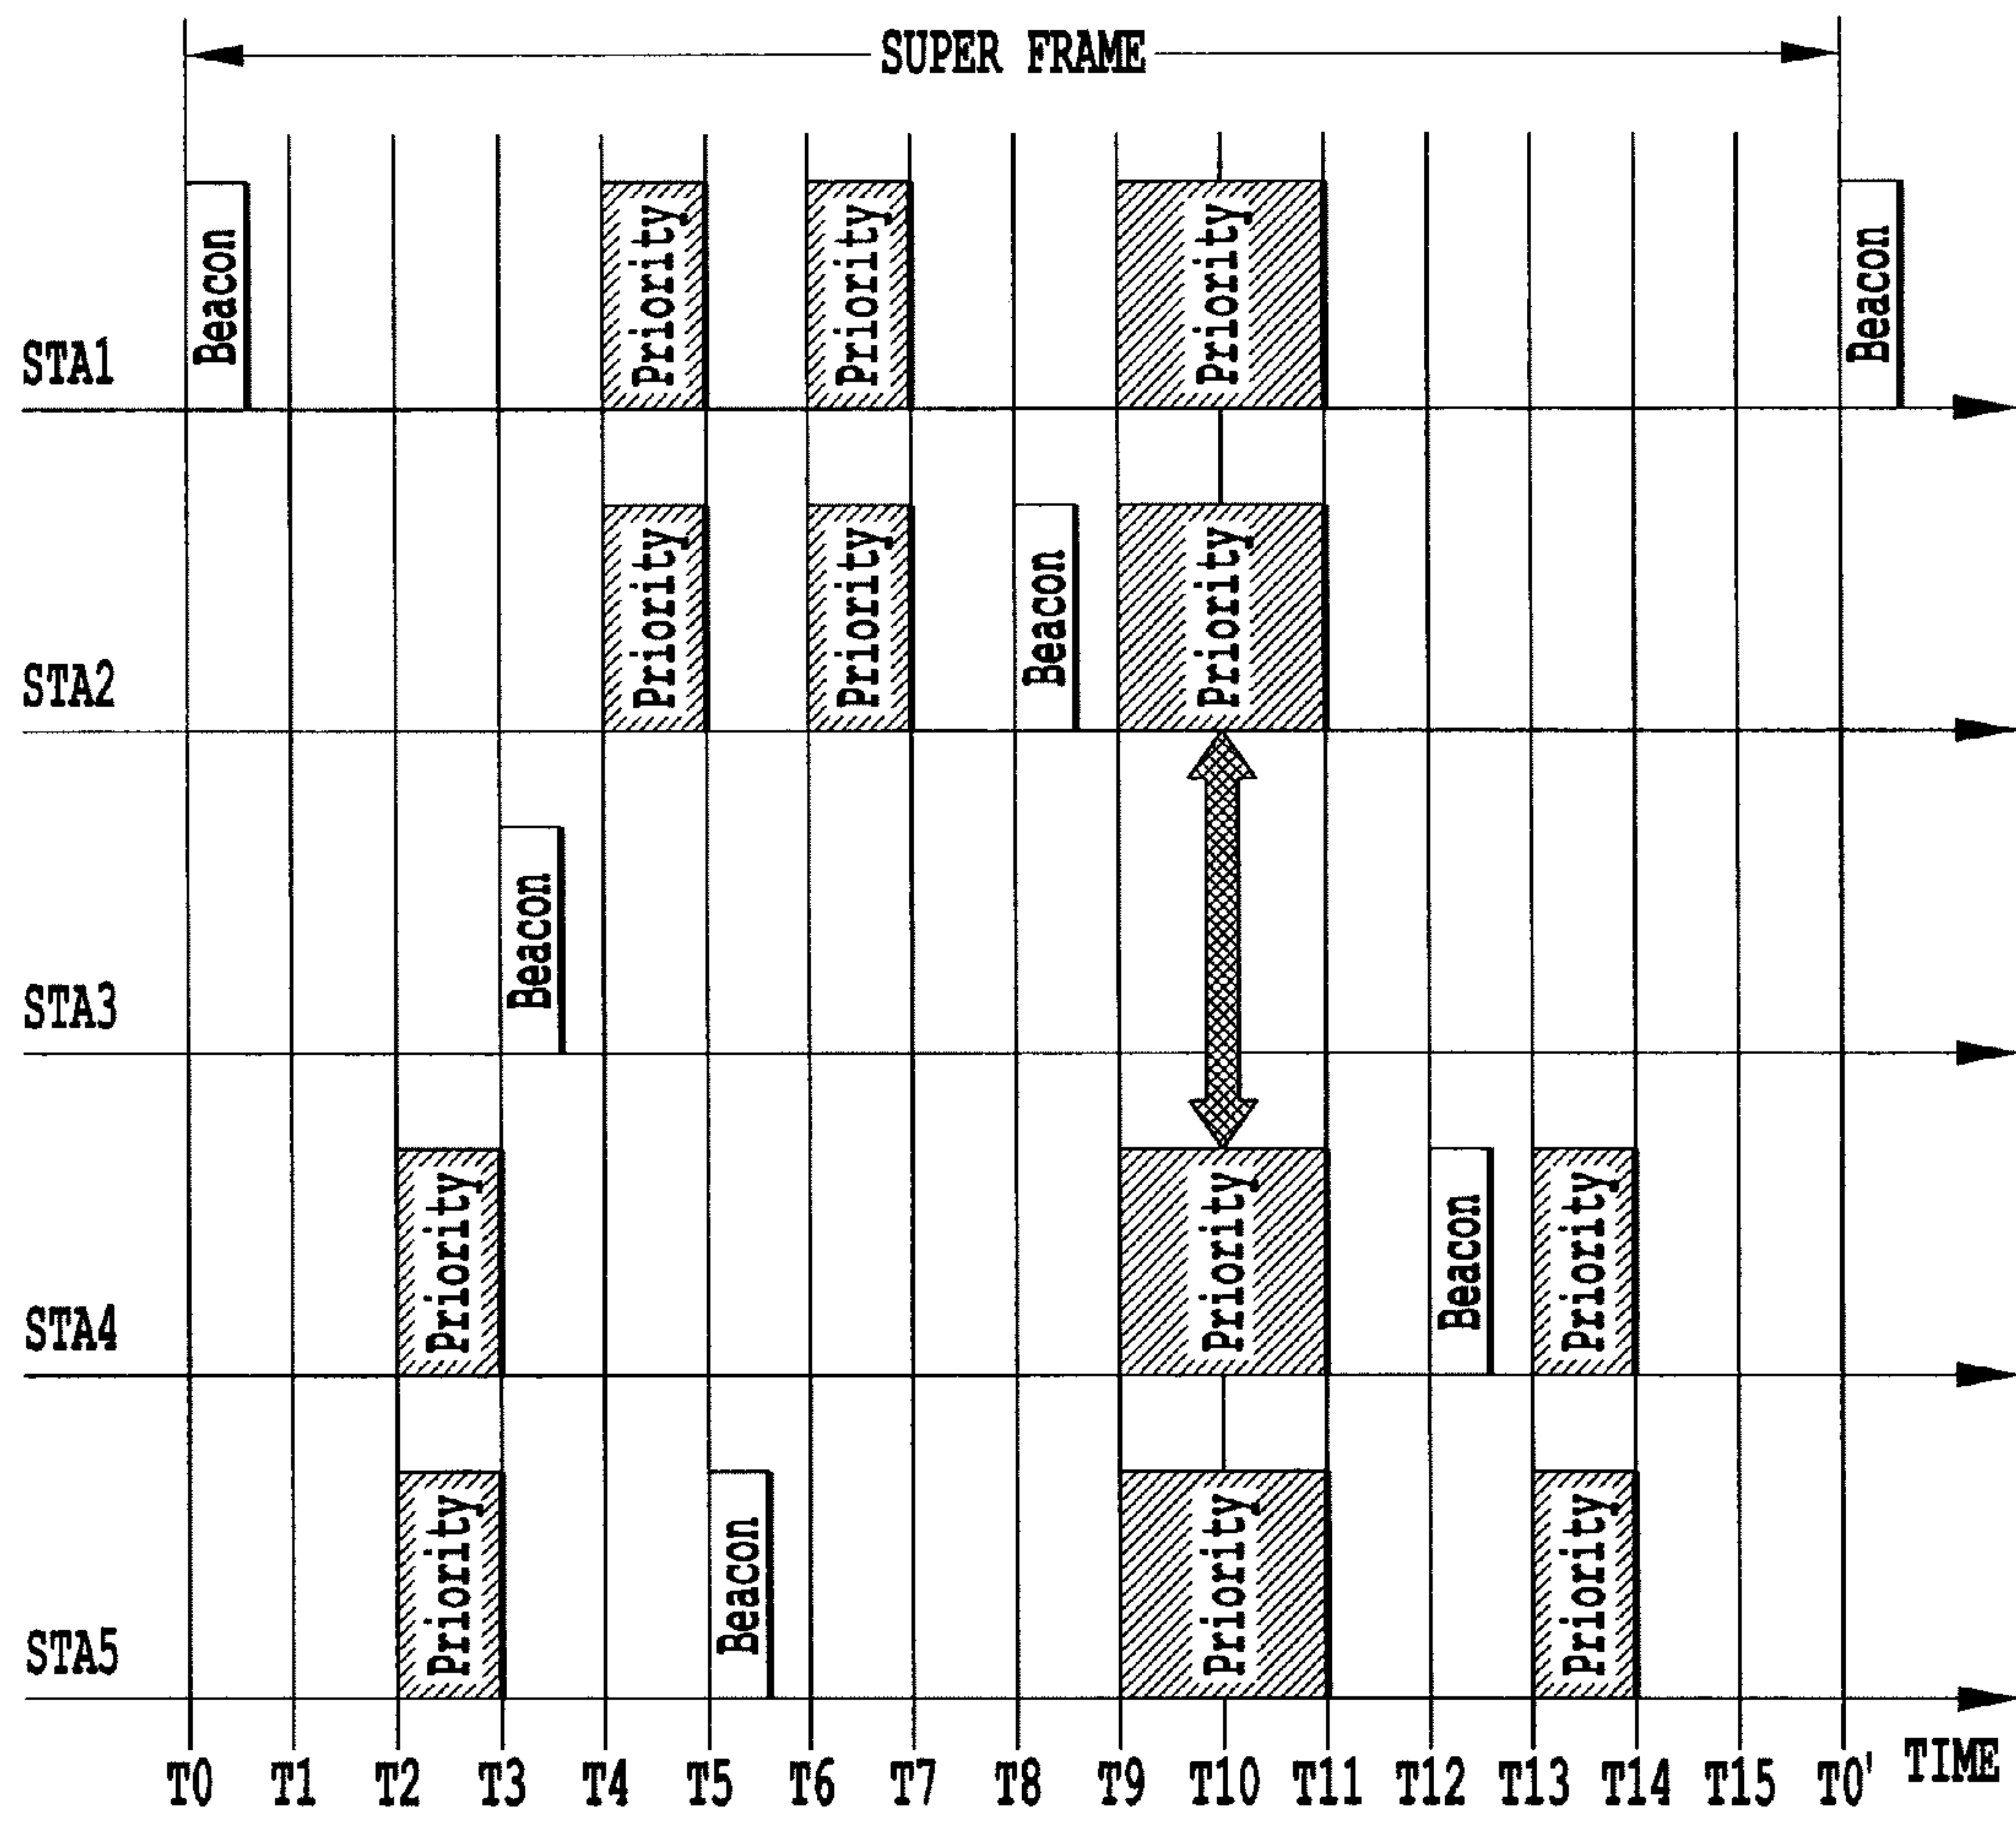 SUPER FRAME
STA1
Beacon
Priority
Priority
Priority
Beacon
STA2
Priority
Priority
Beacon
Priority
STA3
Beacon
STA4
Priority
Priority
Beacon
Priority
STA5
Priority
Beacon
Priority
Priority
T0 T1 T2 T3 T4 T5 T6 T7 T8 T9 T10 T11 T12 T13 T14 T15 T0' TIME